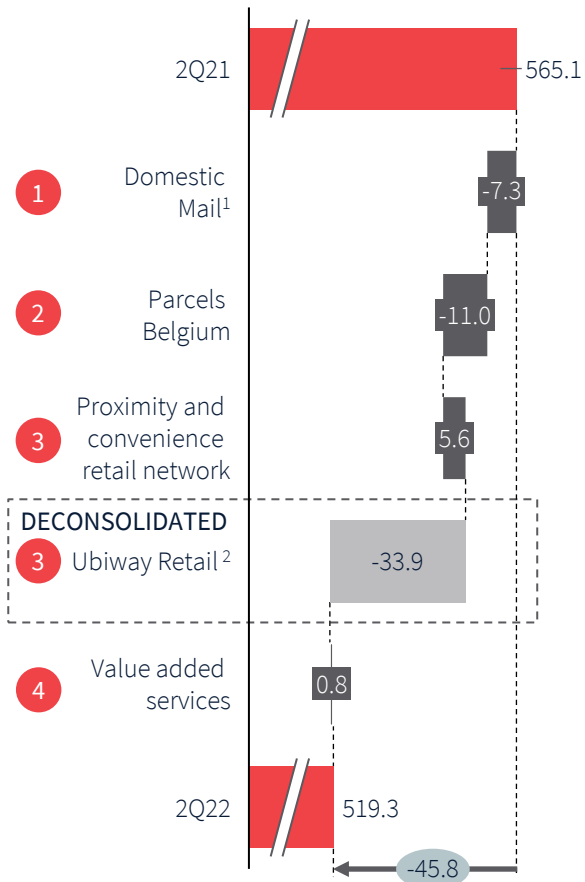 2Q21
565.1
1
Domestic
Mail¹
-7.3
2
Parcels
Belgium
-11.0
3
Proximity and
convenience
retail network
5.6
DECONSOLIDATED
3
Ubiway Retail ²
-33.9
4
Value added
services
0.8
2Q22
519.3
-45.8